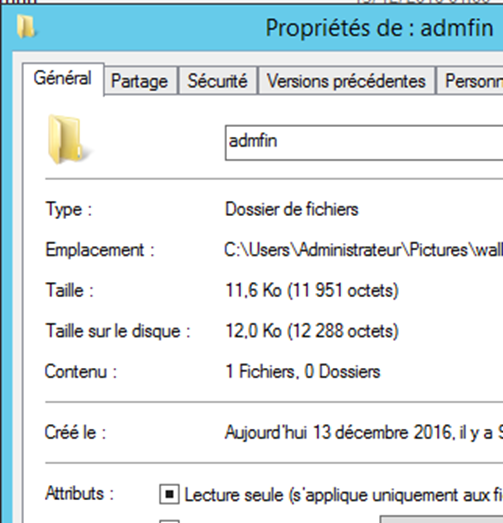 Propriétés de : admfin
Général Partage Sécurité Versions précédentes Personn
admfin
Type : Dossier de fichiers
Emplacement : C:\Users\Administrateur\Pictures\wall
Taille : 11,6 Ko (11 951 octets)
Taille sur le disque : 12,0 Ko (12 288 octets)
Contenu : 1 Fichiers, 0 Dossiers
Créé le : Aujourd'hui 13 décembre 2016, il y a
Attributs : Lecture seule (s'applique uniquement aux fi